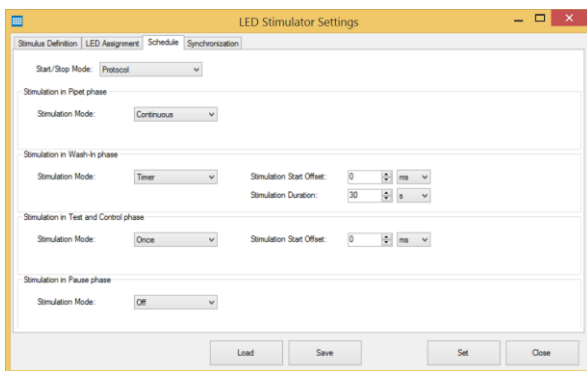 LED Stimulator Settings
Stimulus Definition LED Assignment Schedule Synchronization
Start/Stop Mode: Protocol
Stimulation in Pipet phase
Stimulation Mode: Continuous
Stimulation in Wash-In phase
Stimulation Mode: Timer Stimulation Start Offset: 0 ms
Stimulation Duration: 30 s
Stimulation in Test and Control phase
Stimulation Mode: Once Stimulation Start Offset: 0 ms
Stimulation in Pause phase
Stimulation Mode: Off
Load Save Set Close